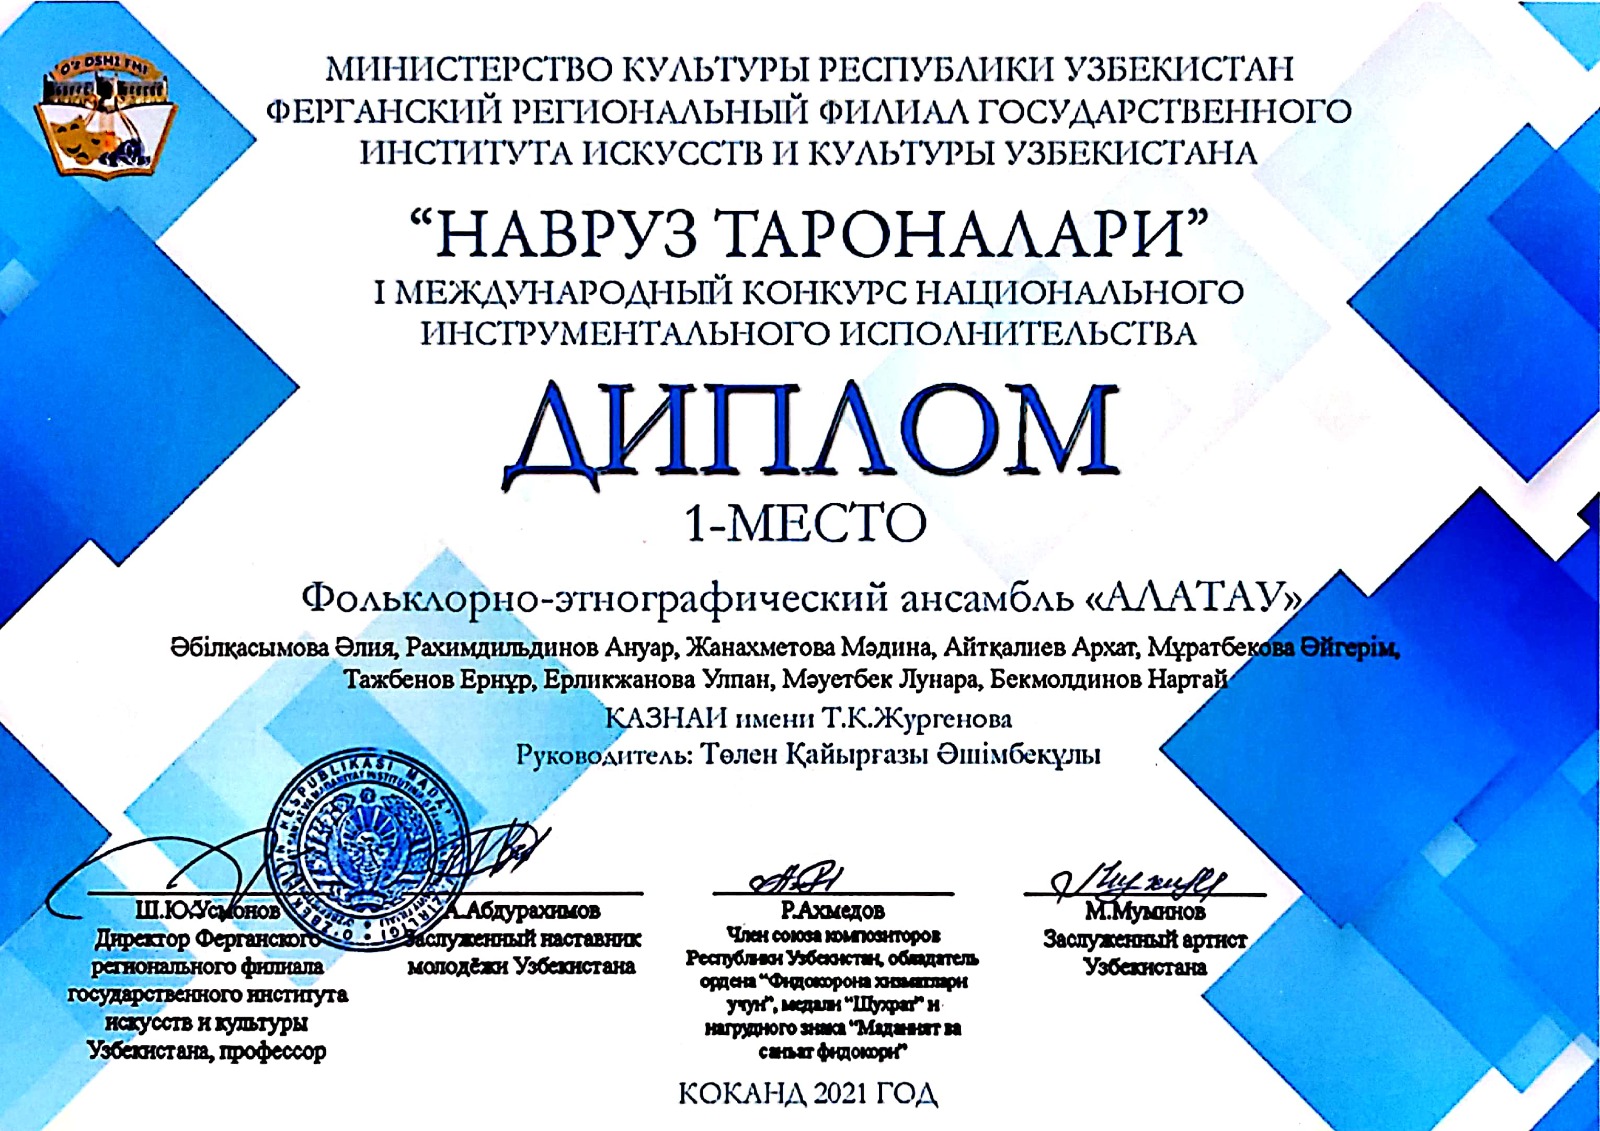 O'z DSMI FMF
МИНИСТЕРСТВО КУЛЬТУРЫ РЕСПУБЛИКИ УЗБЕКИСТАН
ФЕРГАНСКИЙ РЕГИОНАЛЬНЫЙ ФИЛИАЛ ГОСУДАРСТВЕННОГО
ИНСТИТУТА ИСКУССТВ И КУЛЬТУРЫ УЗБЕКИСТАНА
“НАВРУЗ ТАРОНАЛАРИ”
I МЕЖДУНАРОДНЫЙ КОНКУРС НАЦИОНАЛЬНОГО
ИНСТРУМЕНТАЛЬНОГО ИСПОЛНИТЕЛЬСТВА
ДИПЛОМ
1-МЕСТО
Фольклорно-этнографический ансамбль «АЛАТАУ»
Әбілқасымова Әлия, Рахимдильдинов Ануар, Жанахметова Мәдина, Айтқалиев Архат, Мұратбекова Әйгерім,
Тажбенов Ернұр, Ерликжанова Улпан, Мәуетбек Лунара, Бекмолдинов Нартай
КАЗНАИ имени Т.К.Жургенова
Руководитель: Төлен Қайырғазы Әшімбекұлы
Ш.Ю.Усмонов
Директор Ферганского
регионального филиала
государственного института
искусств и культуры
Узбекистана, профессор
А.Абдурахимов
Заслуженный наставник
молодёжи Узбекистана
Р.Ахмедов
Член союза композиторов
Республики Узбекистан, обладатель
ордена “Фидокорона хизматлари
учун”, медали “Шухрат” и
нагрудного знака “Маданият ва
санъат фидокори”
М.Муминов
Заслуженный артист
Узбекистана
КОКАНД 2021 ГОД